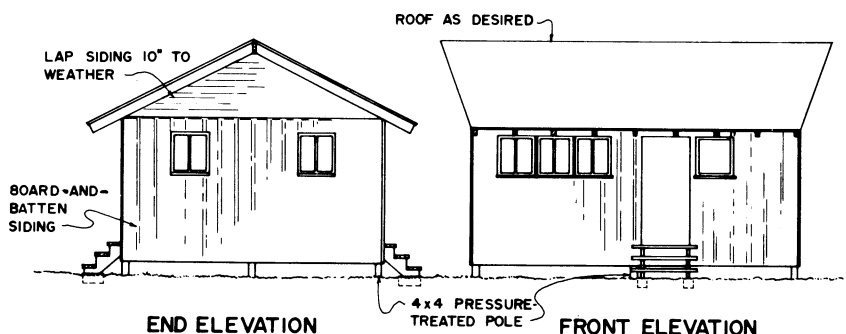 ROOF AS DESIRED
LAP SIDING 10" TO
WEATHER
BOARD-AND-
BATTEN
SIDING
4x4 PRESSURE-
TREATED POLE
END ELEVATION
FRONT ELEVATION